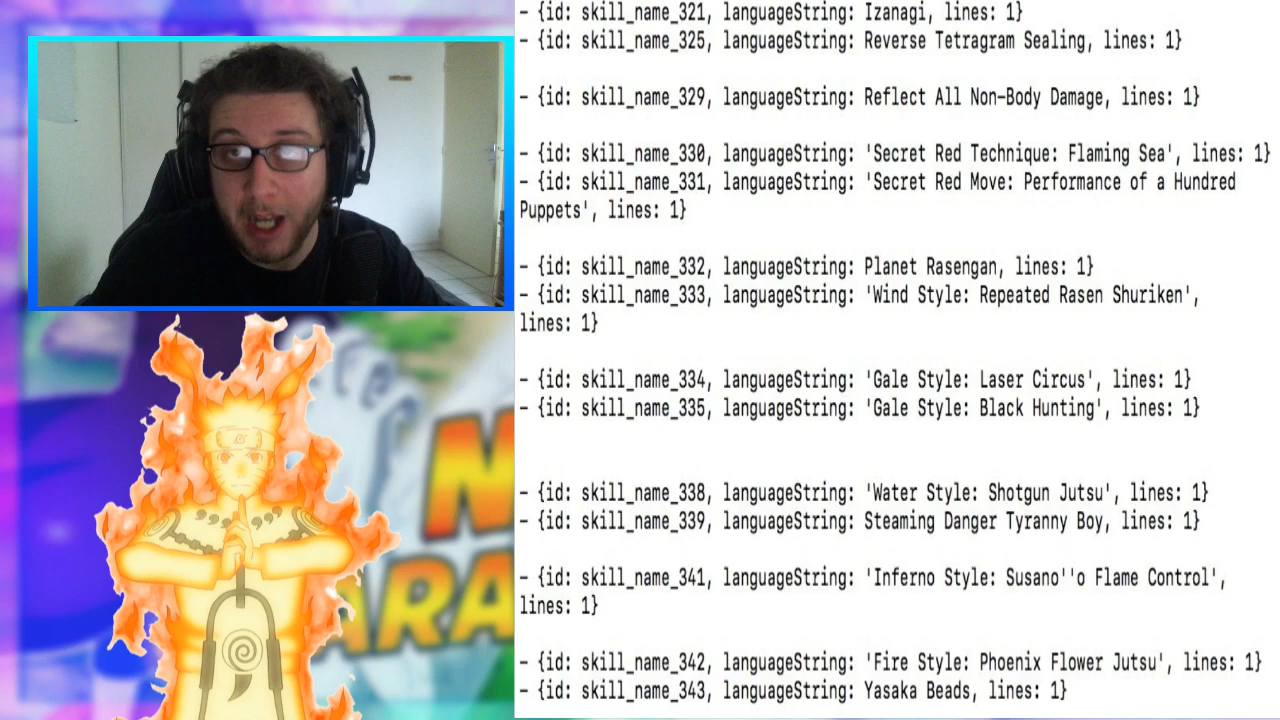 - {id: skill_name_321, languageString: Izanagi, lines: 1}
- {id: skill_name_325, languageString: Reverse Tetragram Sealing, lines: 1}
- {id: skill_name_329, languageString: Reflect All Non-Body Damage, lines: 1}
- {id: skill_name_330, languageString: 'Secret Red Technique: Flaming Sea', lines: 1}
- {id: skill_name_331, languageString: 'Secret Red Move: Performance of a Hundred
Puppets', lines: 1}
- {id: skill_name_332, languageString: Planet Rasengan, lines: 1}
- {id: skill_name_333, languageString: 'Wind Style: Repeated Rasen Shuriken',
lines: 1}
- {id: skill_name_334, languageString: 'Gale Style: Laser Circus', lines: 1}
- {id: skill_name_335, languageString: 'Gale Style: Black Hunting', lines: 1}
- {id: skill_name_338, languageString: 'Water Style: Shotgun Jutsu', lines: 1}
- {id: skill_name_339, languageString: Steaming Danger Tyranny Boy, lines: 1}
- {id: skill_name_341, languageString: 'Inferno Style: Susano''o Flame Control',
lines: 1}
- {id: skill_name_342, languageString: 'Fire Style: Phoenix Flower Jutsu', lines: 1}
- {id: skill_name_343, languageString: Yasaka Beads, lines: 1}